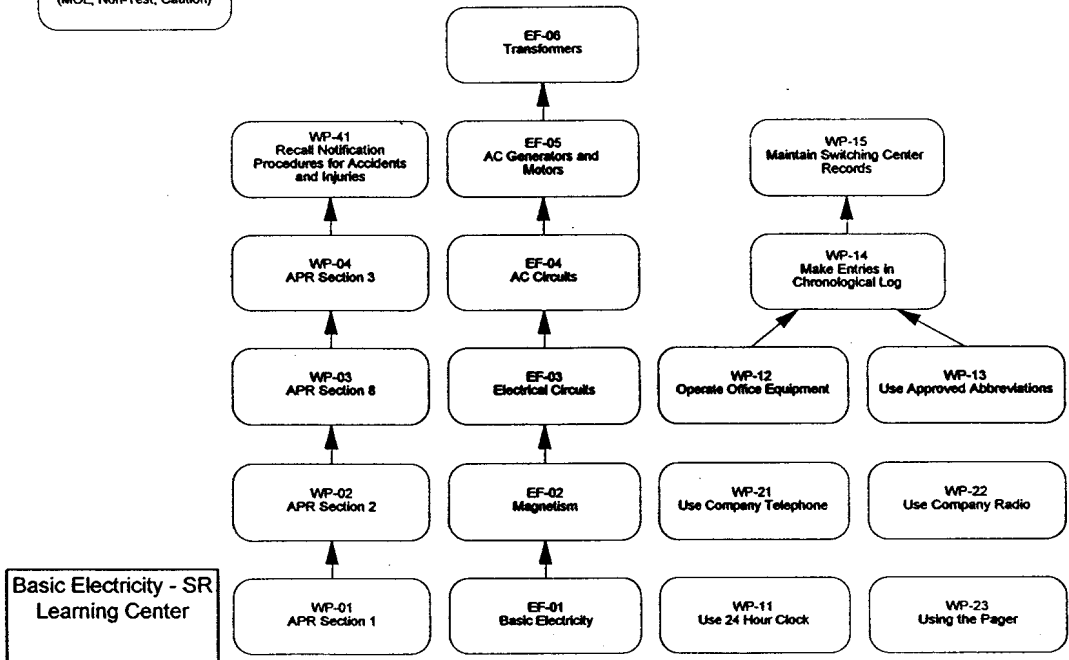 (MOE, Non-Test, Caution)
EF-06
Transformers
WP-41
Recall Notification
Procedures for Accidents
and Injuries
EF-05
AC Generators and
Motors
WP-15
Maintain Switching Center
Records
WP-04
APR Section 3
EF-04
AC Circuits
WP-14
Make Entries in
Chronological Log
WP-03
APR Section 8
EF-03
Electrical Circuits
WP-12
Operate Office Equipment
WP-13
Use Approved Abbreviations
WP-02
APR Section 2
EF-02
Magnetism
WP-21
Use Company Telephone
WP-22
Use Company Radio
Basic Electricity - SR
Learning Center
WP-01
APR Section 1
EF-01
Basic Electricity
WP-11
Use 24 Hour Clock
WP-23
Using the Pager